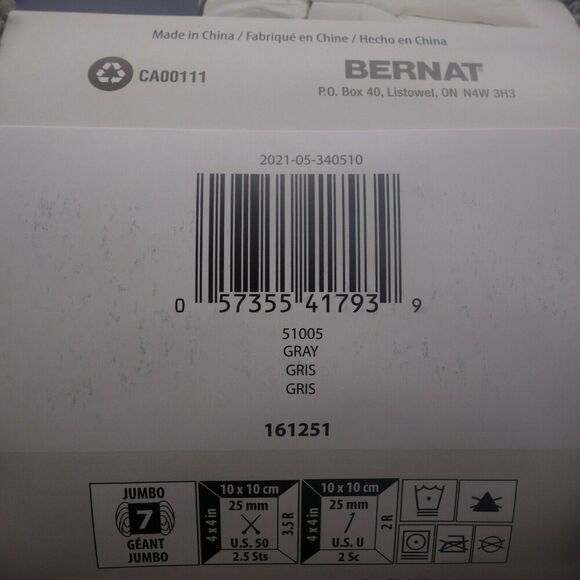 Made in China / Fabriqué en Chine / Hecho en China
CA00111
BERNAT
P.O. Box 40, Listowel, ON N4W 3H3
2021-05-340510
0 57355 41793 9
51005
GRAY
GRIS
GRIS
161251
JUMBO
7
GÉANT
JUMBO
10 x 10 cm
4 x 4 in
25 mm
U.S. 50
3.5 R
2.5 Sts
10 x 10 cm
4 x 4 in
25 mm
U.S. U
2 R
2 Sc